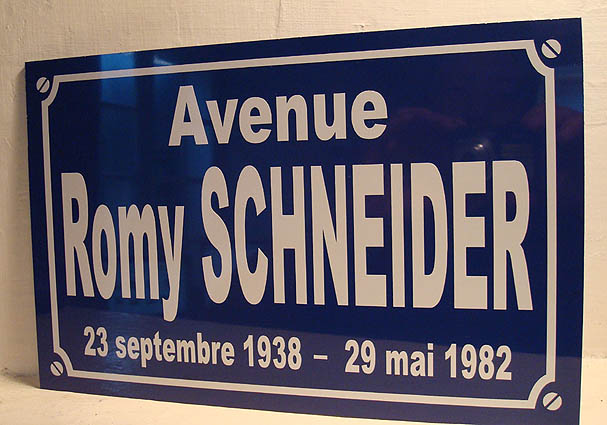 Avenue
Romy SCHNEIDER
23 septembre 1938 – 29 mai 1982